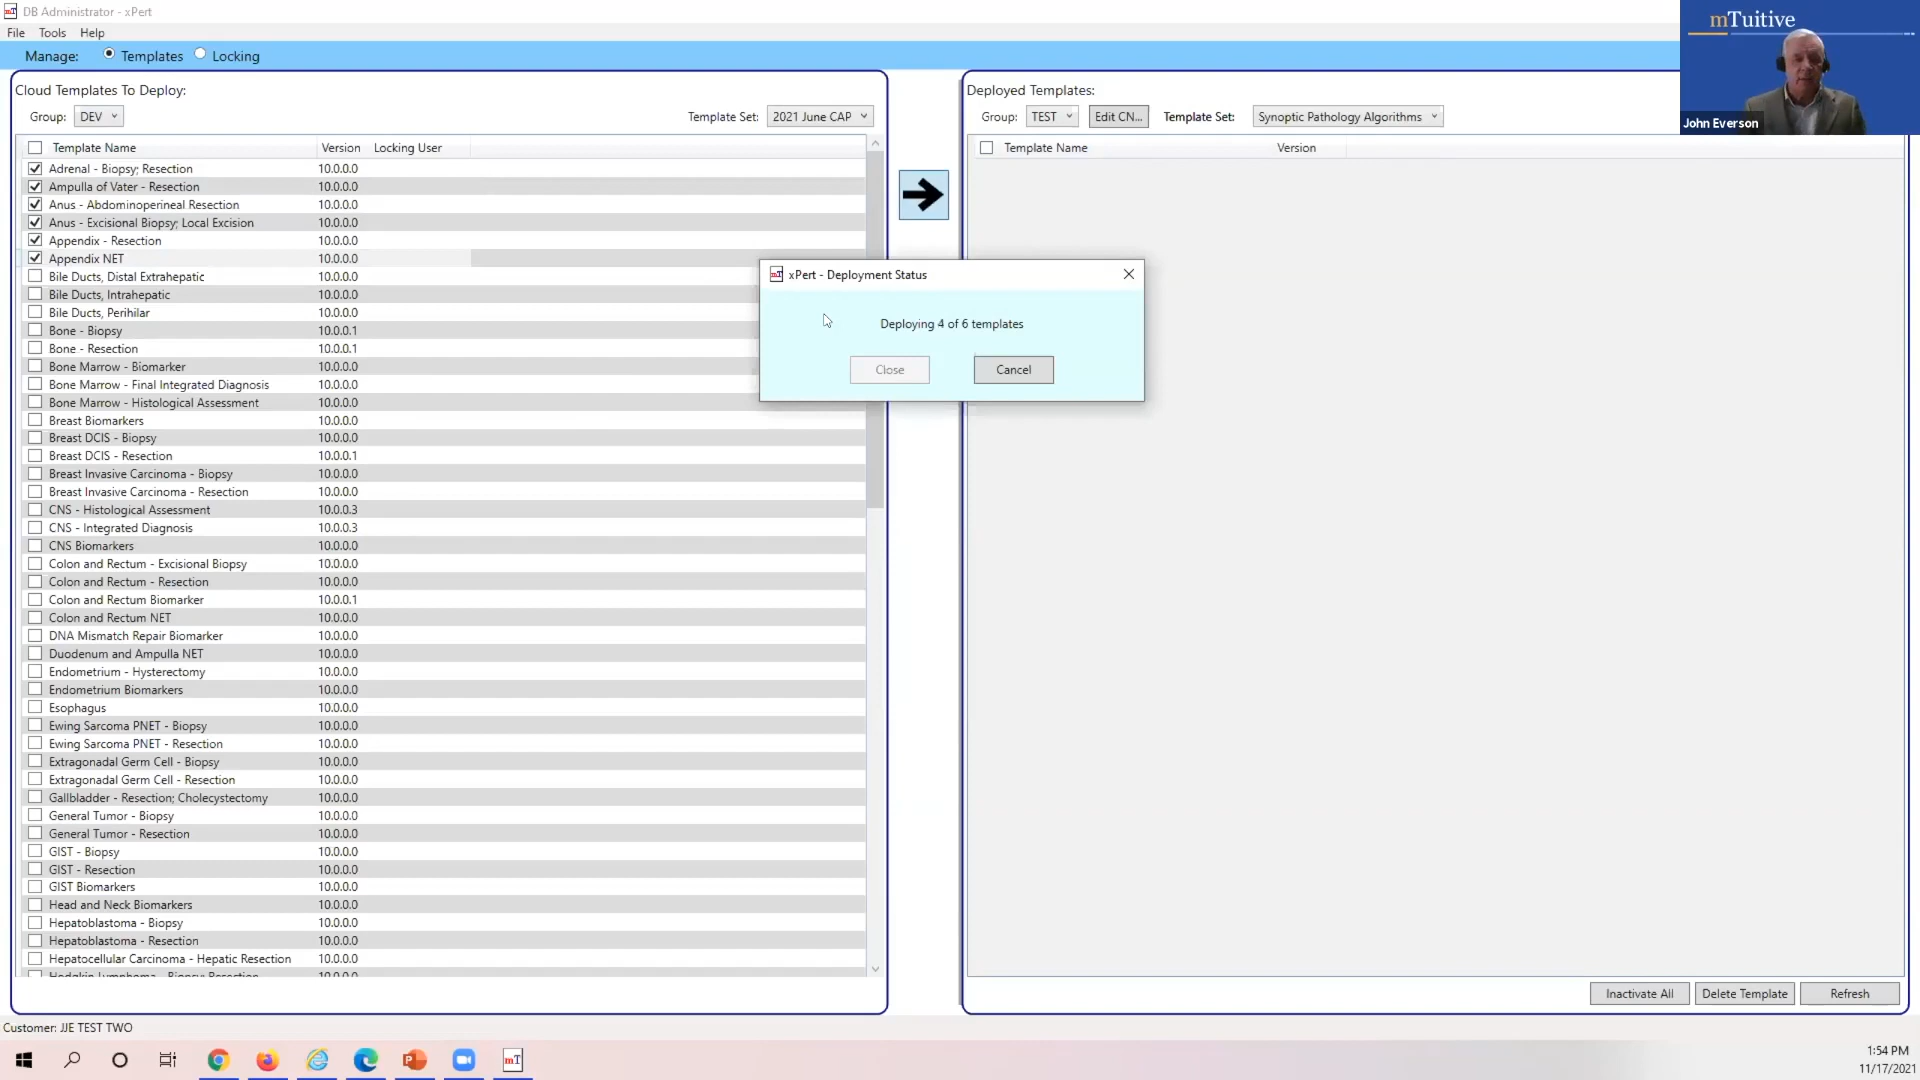 mT DB Administrator - xPert
File Tools Help
Manage: Templates Locking
mTuitive
John Everson
Cloud Templates To Deploy:
Group: DEV Template Set: 2021 June CAP
Template Name Version Locking User
Adrenal - Biopsy; Resection 10.0.0.0
Ampulla of Vater - Resection 10.0.0.0
Anus - Abdominoperineal Resection 10.0.0.0
Anus - Excisional Biopsy; Local Excision 10.0.0.0
Appendix - Resection 10.0.0.0
Appendix NET 10.0.0.0
Bile Ducts, Distal Extrahepatic 10.0.0.0
Bile Ducts, Intrahepatic 10.0.0.0
Bile Ducts, Perihilar 10.0.0.0
Bone - Biopsy 10.0.0.1
Bone - Resection 10.0.0.1
Bone Marrow - Biomarker 10.0.0.0
Bone Marrow - Final Integrated Diagnosis 10.0.0.0
Bone Marrow - Histological Assessment 10.0.0.0
Breast Biomarkers 10.0.0.0
Breast DCIS - Biopsy 10.0.0.0
Breast DCIS - Resection 10.0.0.1
Breast Invasive Carcinoma - Biopsy 10.0.0.0
Breast Invasive Carcinoma - Resection 10.0.0.0
CNS - Histological Assessment 10.0.0.3
CNS - Integrated Diagnosis 10.0.0.3
CNS Biomarkers 10.0.0.0
Colon and Rectum - Excisional Biopsy 10.0.0.0
Colon and Rectum - Resection 10.0.0.0
Colon and Rectum Biomarker 10.0.0.1
Colon and Rectum NET 10.0.0.0
DNA Mismatch Repair Biomarker 10.0.0.0
Duodenum and Ampulla NET 10.0.0.0
Endometrium - Hysterectomy 10.0.0.0
Endometrium Biomarkers 10.0.0.0
Esophagus 10.0.0.0
Ewing Sarcoma PNET - Biopsy 10.0.0.0
Ewing Sarcoma PNET - Resection 10.0.0.0
Extragonadal Germ Cell - Biopsy 10.0.0.0
Extragonadal Germ Cell - Resection 10.0.0.0
Gallbladder - Resection; Cholecystectomy 10.0.0.0
General Tumor - Biopsy 10.0.0.0
General Tumor - Resection 10.0.0.0
GIST - Biopsy 10.0.0.0
GIST - Resection 10.0.0.0
GIST Biomarkers 10.0.0.0
Head and Neck Biomarkers 10.0.0.0
Hepatoblastoma - Biopsy 10.0.0.0
Hepatoblastoma - Resection 10.0.0.0
Hepatocellular Carcinoma - Hepatic Resection 10.0.0.0
Hodgkin Lymphoma - Biopsy; Resection 10.0.0.0
mT xPert - Deployment Status
Deploying 4 of 6 templates
Close Cancel
Deployed Templates:
Group: TEST Edit CN... Template Set: Synoptic Pathology Algorithms
Template Name Version
Inactivate All Delete Template Refresh
Customer: JJE TEST TWO
mT
1:54 PM
11/17/2021